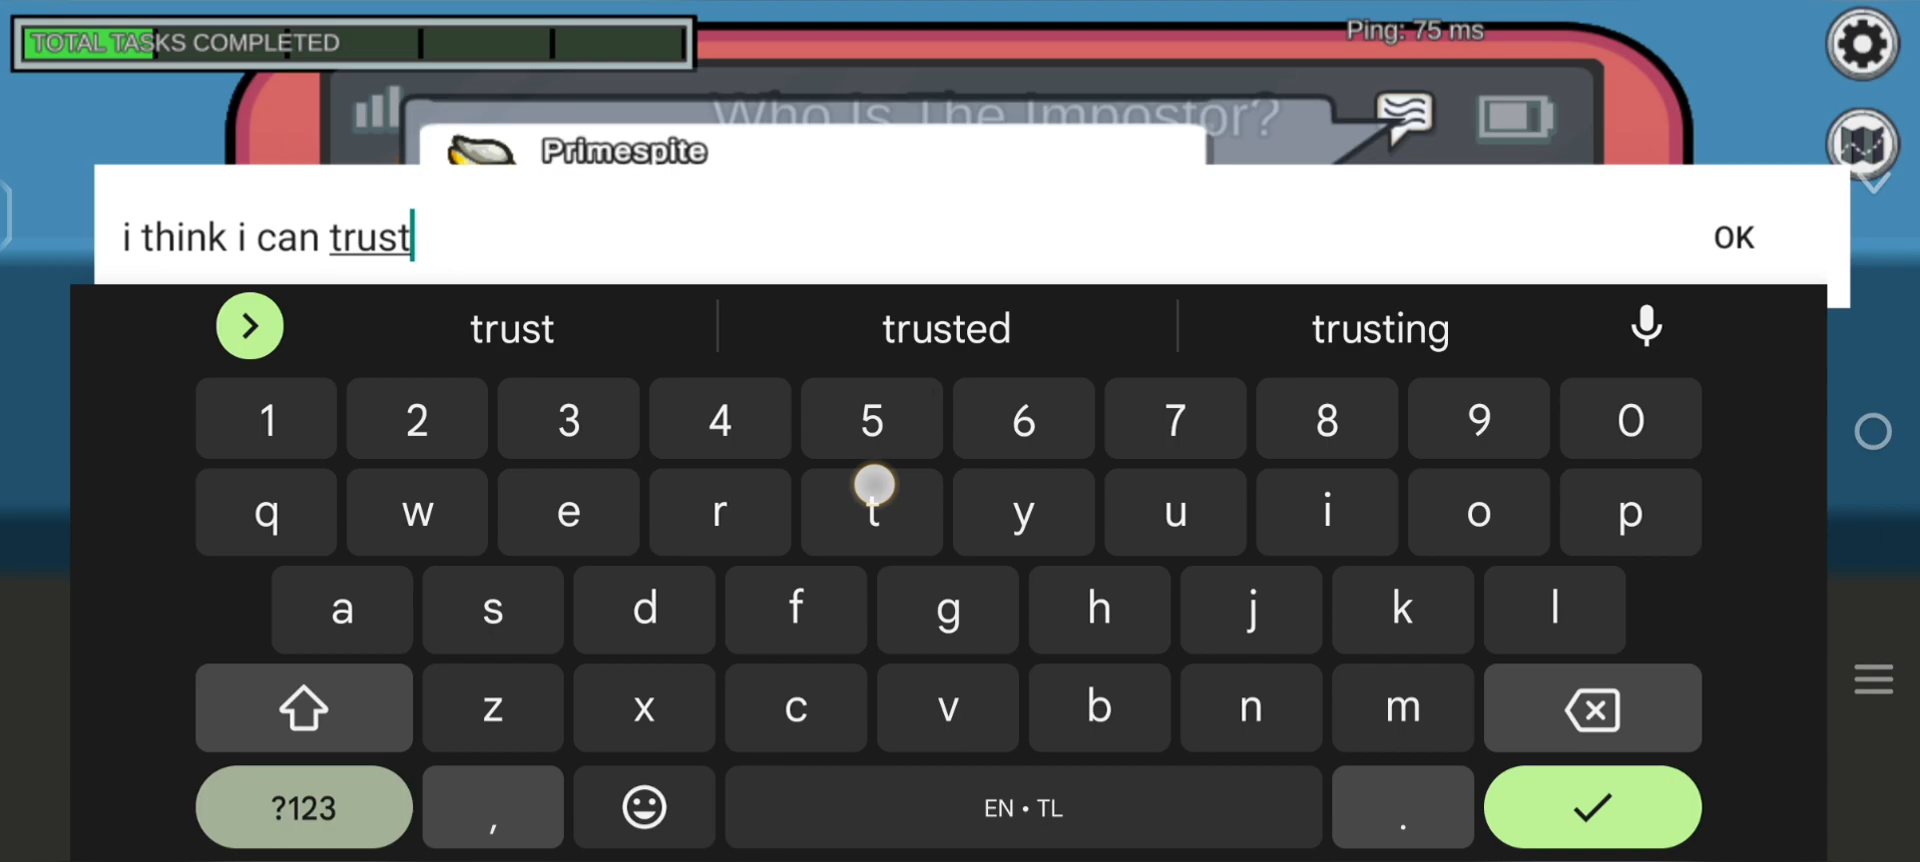 TOTAL TASKS COMPLETED
Ping: 75 ms
Who Is The Impostor?
Primespite
i think i can trust
OK
trust trusted trusting
1 2 3 4 5 6 7 8 9 0
q w e r t y u i o p
a s d f g h j k l
z x c v b n m
?123 , EN • TL .